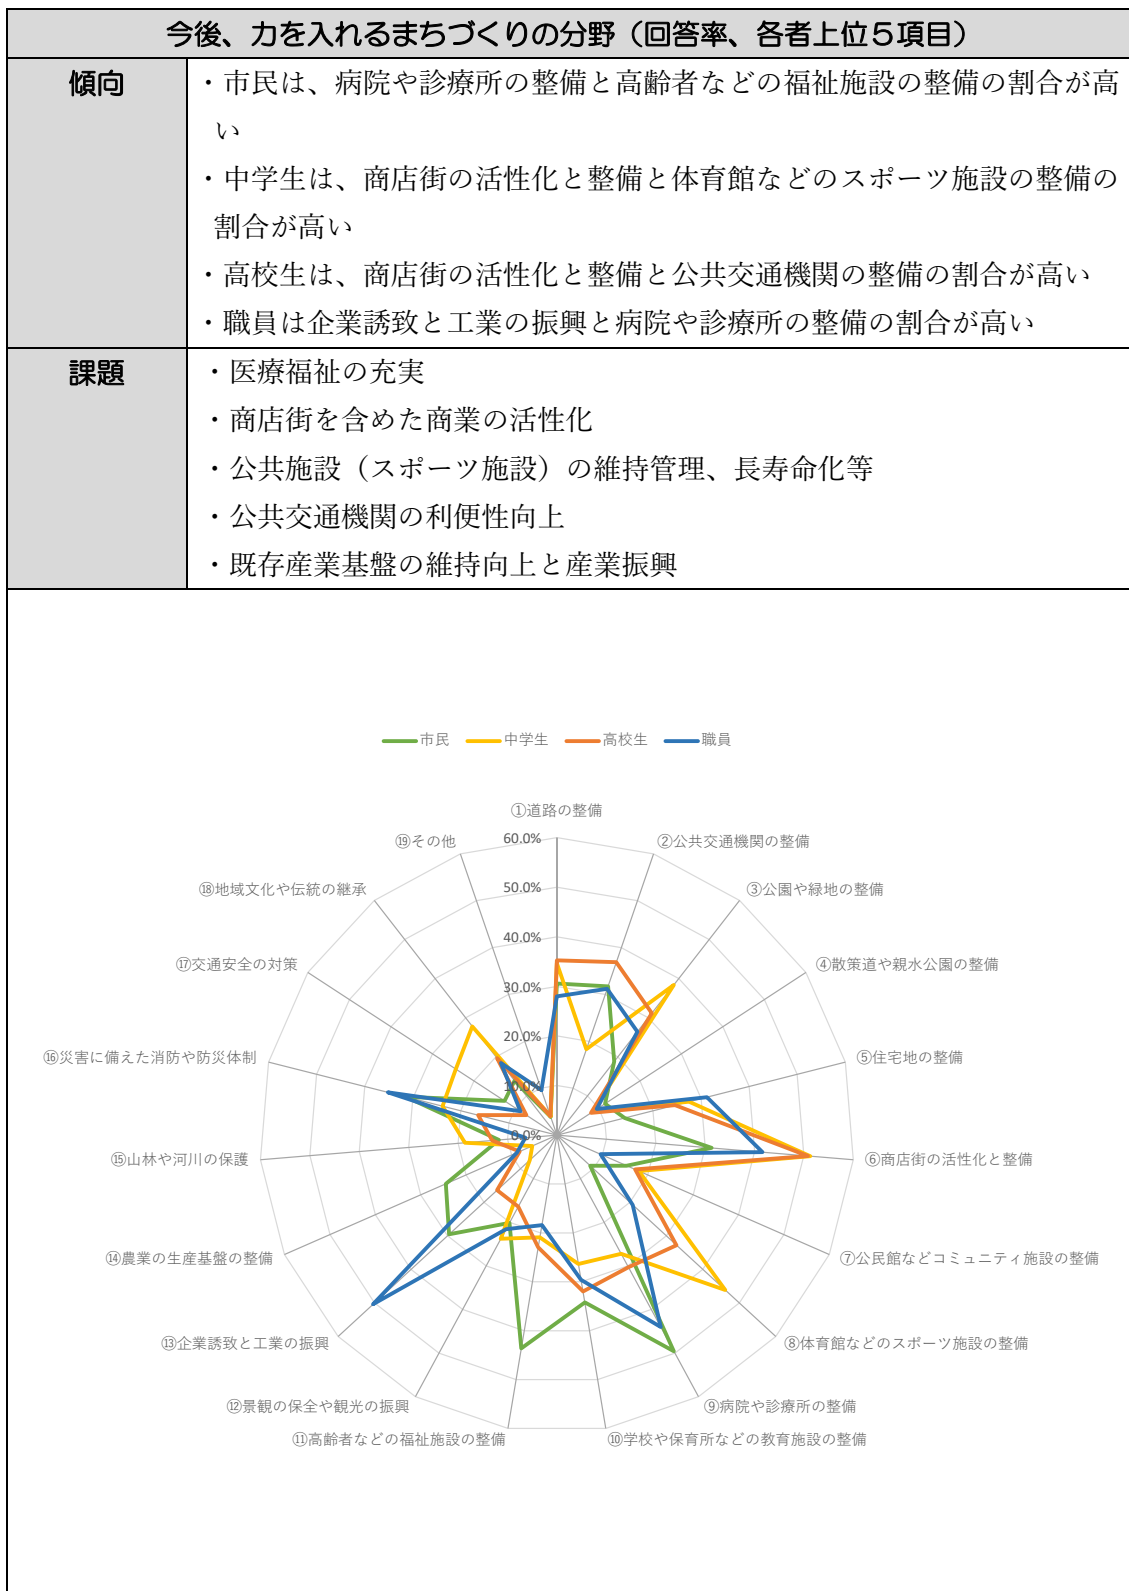 今後、力を入れるまちづくりの分野（回答率、各者上位５項目）
傾向
・市民は、病院や診療所の整備と高齢者などの福祉施設の整備の割合が高
い
・中学生は、商店街の活性化と整備と体育館などのスポーツ施設の整備の
割合が高い
・高校生は、商店街の活性化と整備と公共交通機関の整備の割合が高い
・職員は企業誘致と工業の振興と病院や診療所の整備の割合が高い
課題
・医療福祉の充実
・商店街を含めた商業の活性化
・公共施設（スポーツ施設）の維持管理、長寿命化等
・公共交通機関の利便性向上
・既存産業基盤の維持向上と産業振興
市民 中学生 高校生 職員
①道路の整備
②公共交通機関の整備
③公園や緑地の整備
④散策道や親水公園の整備
⑤住宅地の整備
⑥商店街の活性化と整備
⑦公民館などコミュニティ施設の整備
⑧体育館などのスポーツ施設の整備
⑨病院や診療所の整備
⑩学校や保育所などの教育施設の整備
⑪高齢者などの福祉施設の整備
⑫景観の保全や観光の振興
⑬企業誘致と工業の振興
⑭農業の生産基盤の整備
⑮山林や河川の保護
⑯災害に備えた消防や防災体制
⑰交通安全の対策
⑱地域文化や伝統の継承
⑲その他
60.0%
50.0%
40.0%
30.0%
20.0%
10.0%
0.0%